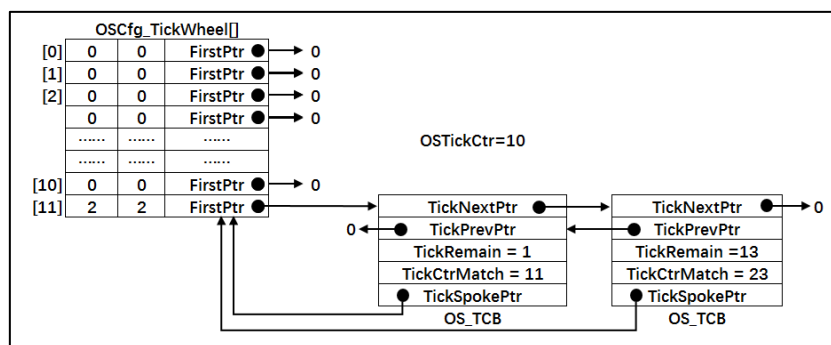 OSCfg_TickWheel[]
[0] 0 0 FirstPtr 0
[1] 0 0 FirstPtr 0
[2] 0 0 FirstPtr 0
0 0 FirstPtr 0
…… …… ……
…… …… ……
[10] 0 0 FirstPtr 0
[11] 2 2 FirstPtr
OSTickCtr=10
TickNextPtr
0 TickPrevPtr
TickRemain = 1
TickCtrMatch = 11
TickSpokePtr
OS_TCB
TickNextPtr 0
TickPrevPtr
TickRemain =13
TickCtrMatch = 23
TickSpokePtr
OS_TCB